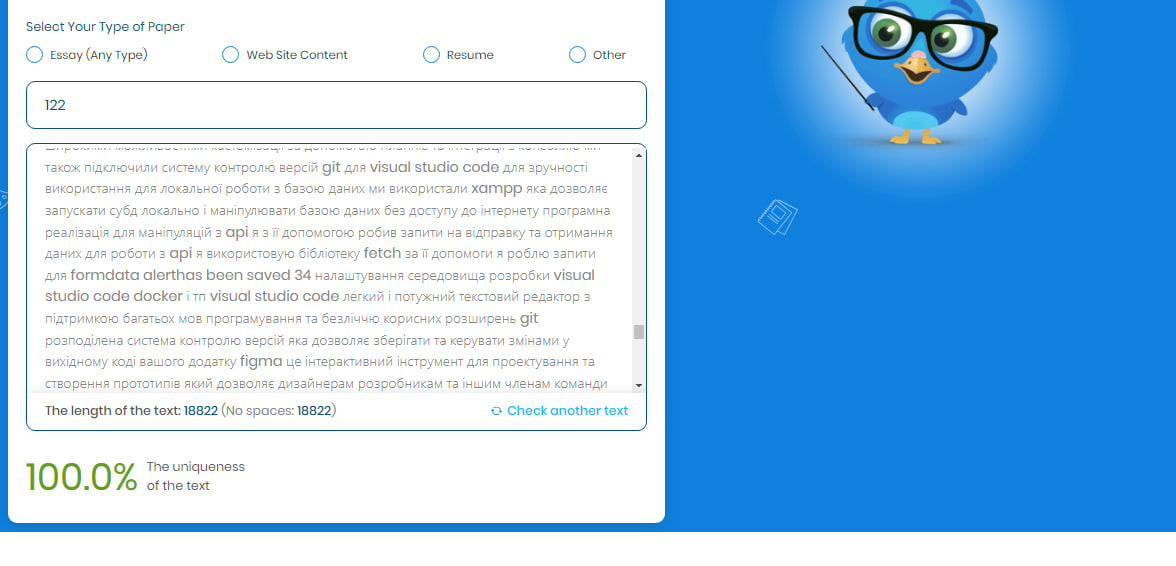 Select Your Type of Paper
Essay (Any Type)
Web Site Content
Resume
Other
122
також підключили систему контролю версій git для visual studio code для зручності
використання для локальної роботи з базою даних ми використали xampp яка дозволяє
запускати субд локально і маніпулювати базою даних без доступу до інтернету програмна
реалізація для маніпуляцій з api я з її допомогою робив запити на відправку та отримання
даних для роботи з api я використовую бібліотеку fetch за її допомоги я роблю запити
для formdata alerthas been saved 34 налаштування середовища розробки visual
studio code docker і тп visual studio code легкий і потужний текстовий редактор з
підтримкою багатьох мов програмування та безліччю корисних розширень git
розподілена система контролю версій яка дозволяє зберігати та керувати змінами у
вихідному коді вашого додатку figma це інтерактивний інструмент для проектування та
створення прототипів який дозволяє дизайнерам розробникам та іншим членам команди
The length of the text: 18822 (No spaces: 18822)
Check another text
100.0%
The uniqueness
of the text